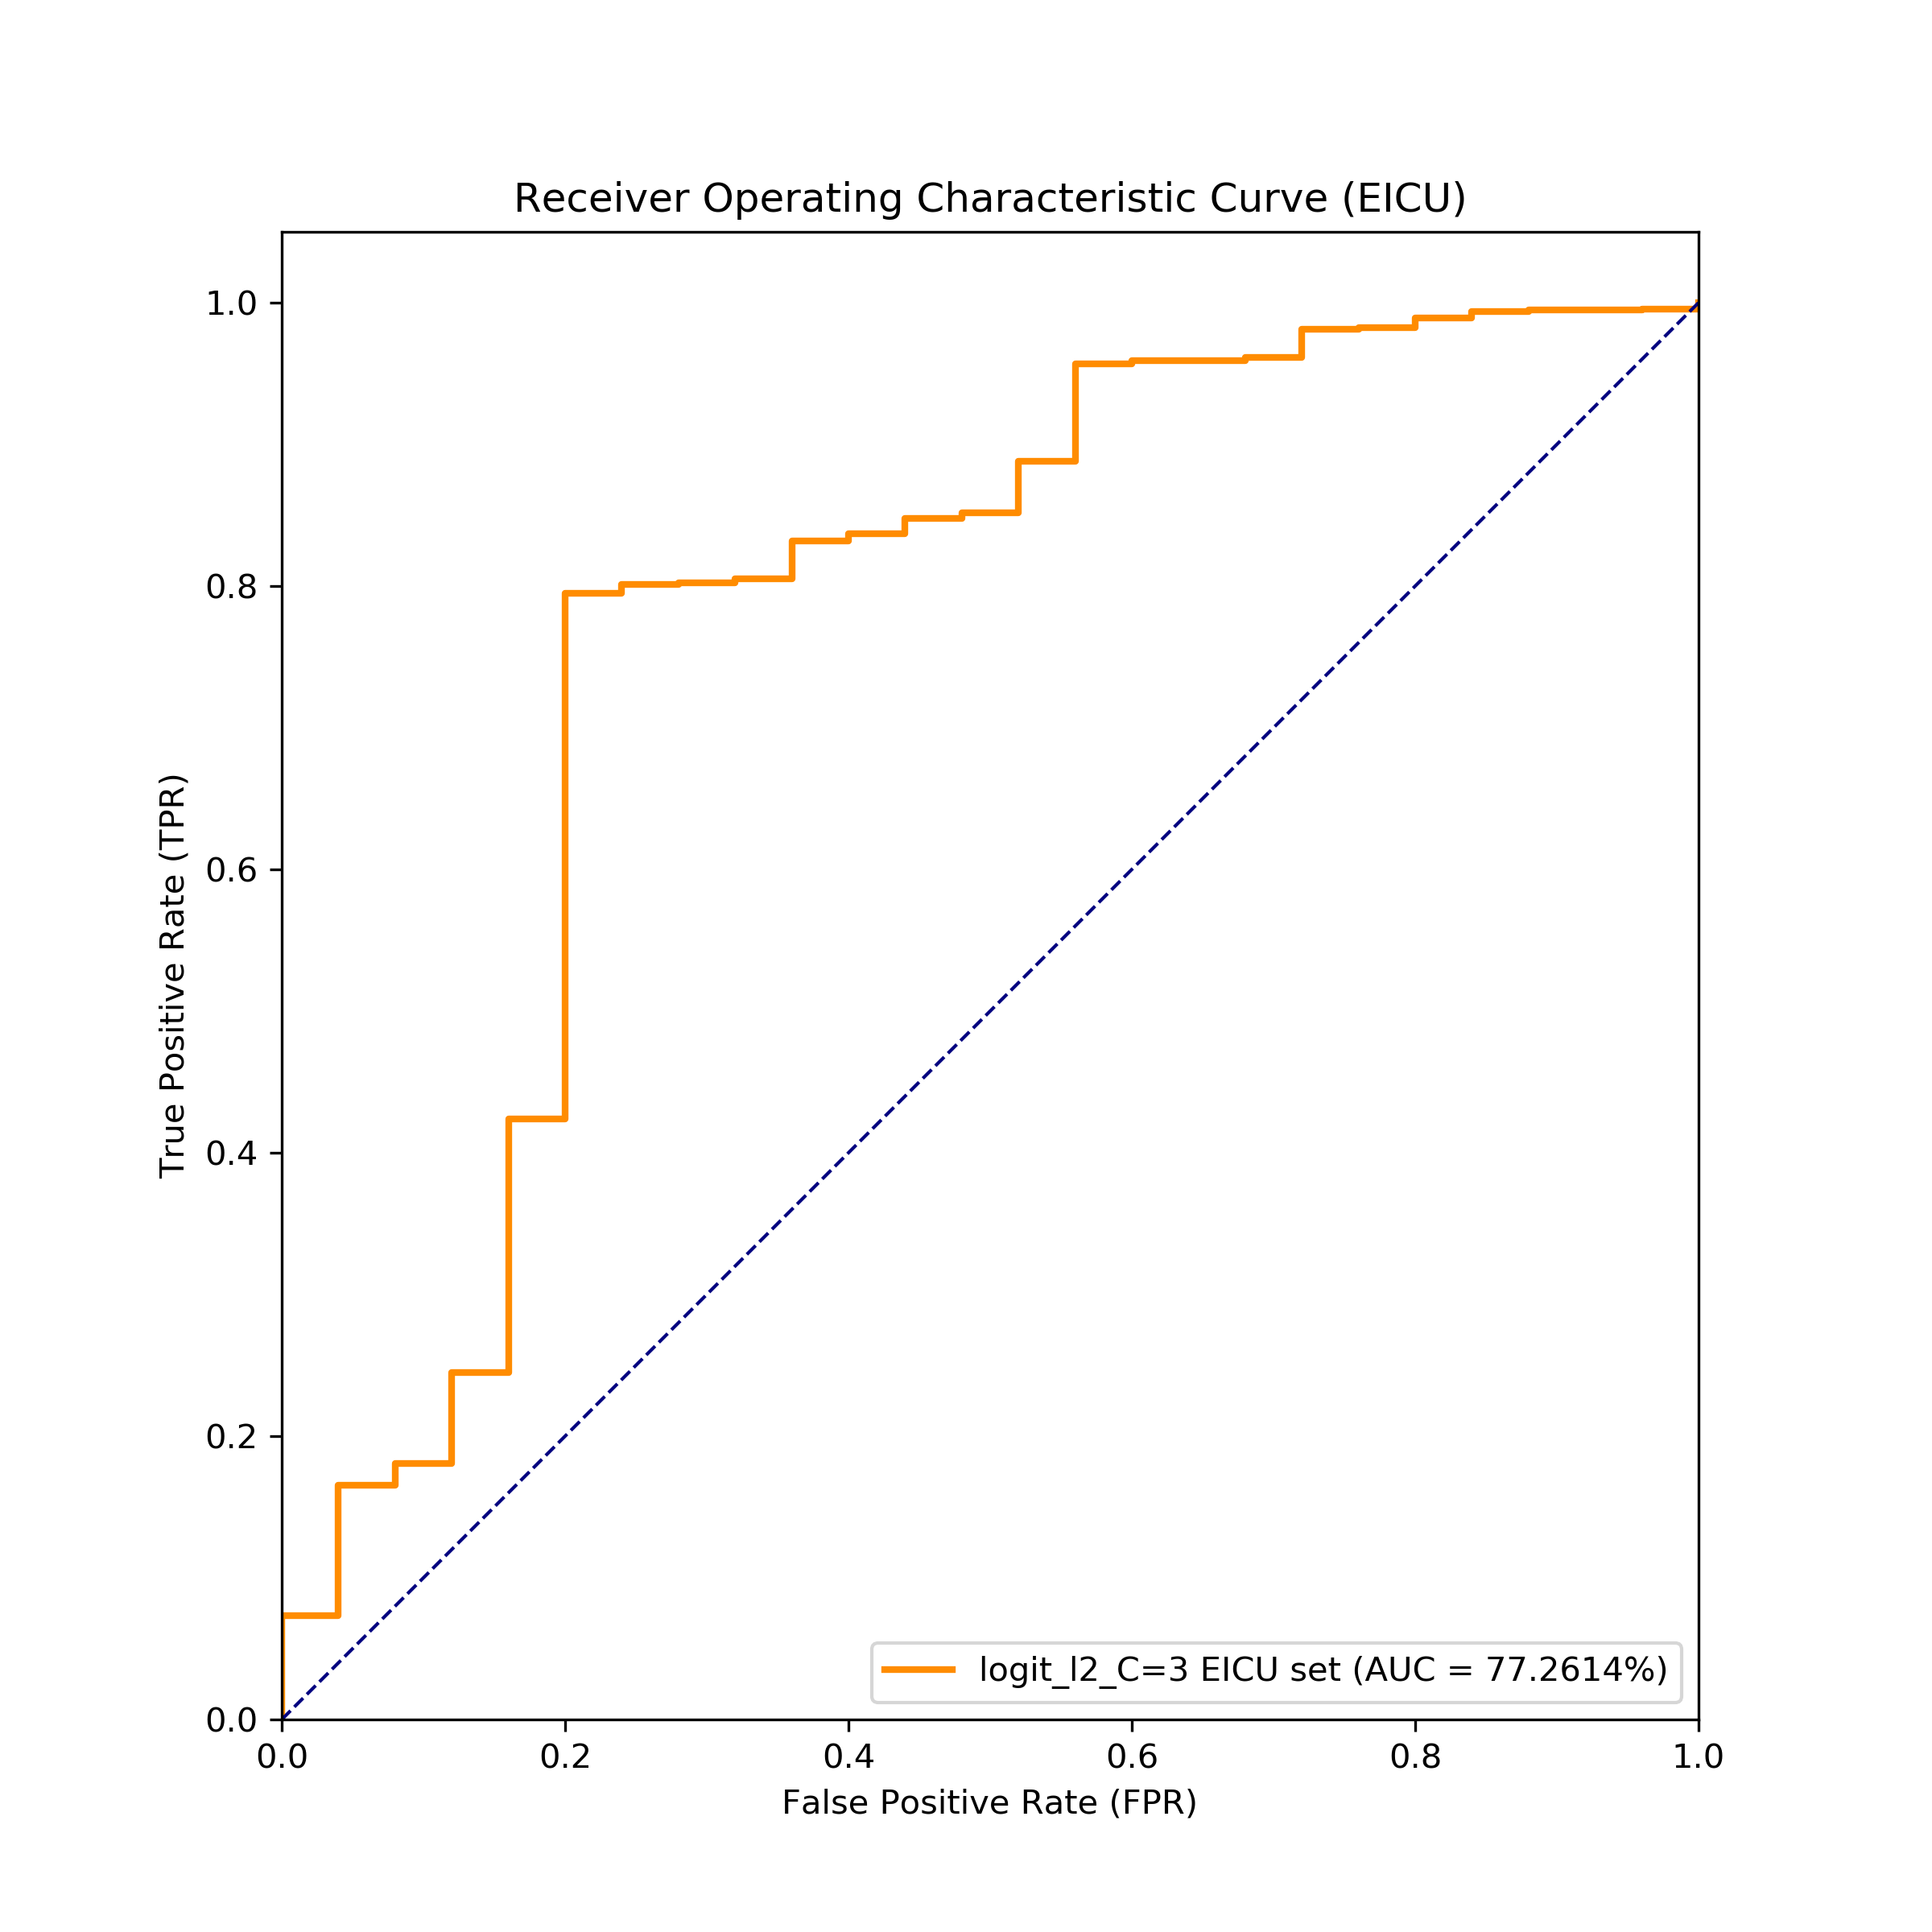 Receiver Operating Characteristic Curve (EICU)
True Positive Rate (TPR)
1.0
0.8
0.6
0.4
0.2
0.0
0.0 0.2 0.4 0.6 0.8 1.0
False Positive Rate (FPR)
logit_l2_C=3 EICU set (AUC = 77.2614%)